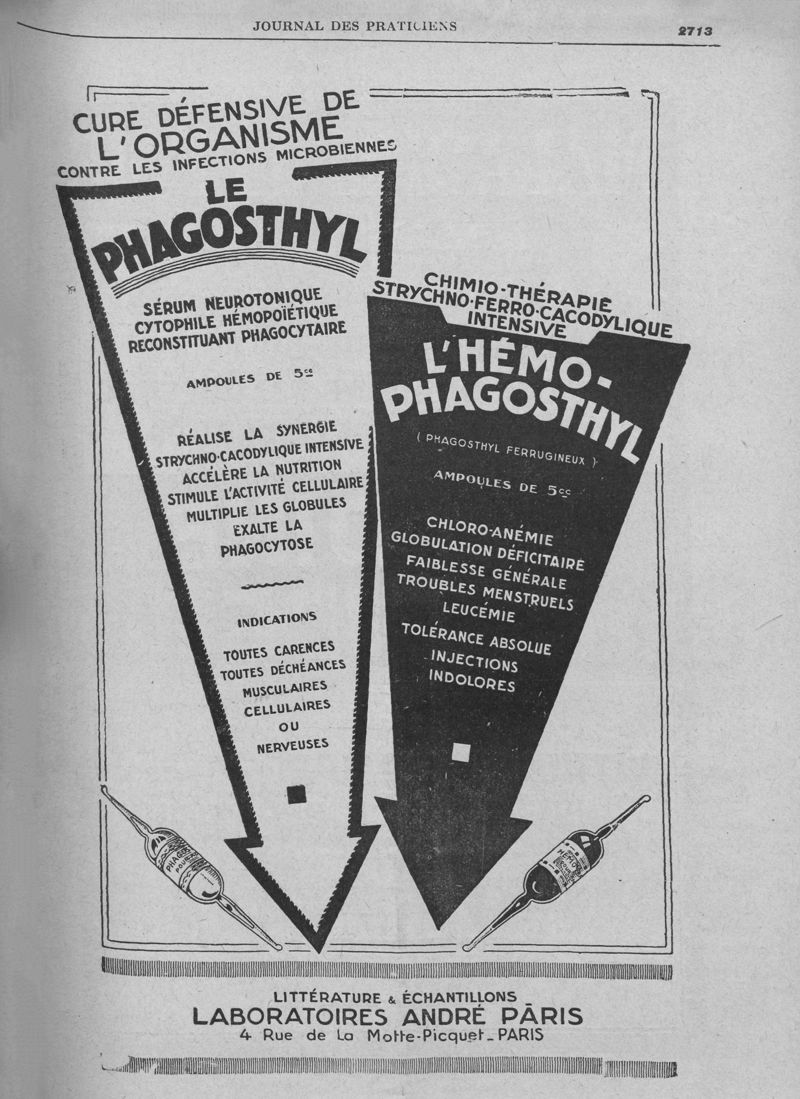 JOURNAL DES PRATICIENS
2713
CURE DÉFENSIVE DE
L'ORGANISME
CONTRE LES INFECTIONS MICROBIENNES
LE
PHAGOSTHYL
SÉRUM NEUROTONIQUE
CYTOPHILE HÉMOPOÏÉTIQUE
RECONSTITUANT PHAGOCYTAIRE
AMPOULES DE 5cc
RÉALISE LA SYNERGIE
STRYCHNO-CACODYLIQUE INTENSIVE
ACCÉLÈRE LA NUTRITION
STIMULE L'ACTIVITÉ CELLULAIRE
MULTIPLIE LES GLOBULES
EXALTE LA
PHAGOCYTOSE
INDICATIONS
TOUTES CARENCES
TOUTES DÉCHÉANCES
MUSCULAIRES
CELLULAIRES
OU
NERVEUSES
CHIMIO-THÉRAPIE
STRYCHNO-FERRO-CACODYLIQUE
INTENSIVE
L'HÉMO-
PHAGOSTHYL
( PHAGOSTHYL FERRUGINEUX )
AMPOULES DE 5cc
CHLORO-ANÉMIE
GLOBULATION DÉFICITAIRE
FAIBLESSE GÉNÉRALE
TROUBLES MENSTRUELS
LEUCÉMIE
TOLÉRANCE ABSOLUE
INJECTIONS
INDOLORES
PHAGOS
HÉMO
LITTÉRATURE & ÉCHANTILLONS
LABORATOIRES ANDRÉ PÂRIS
4 Rue de La Motte-Picquet_PARIS